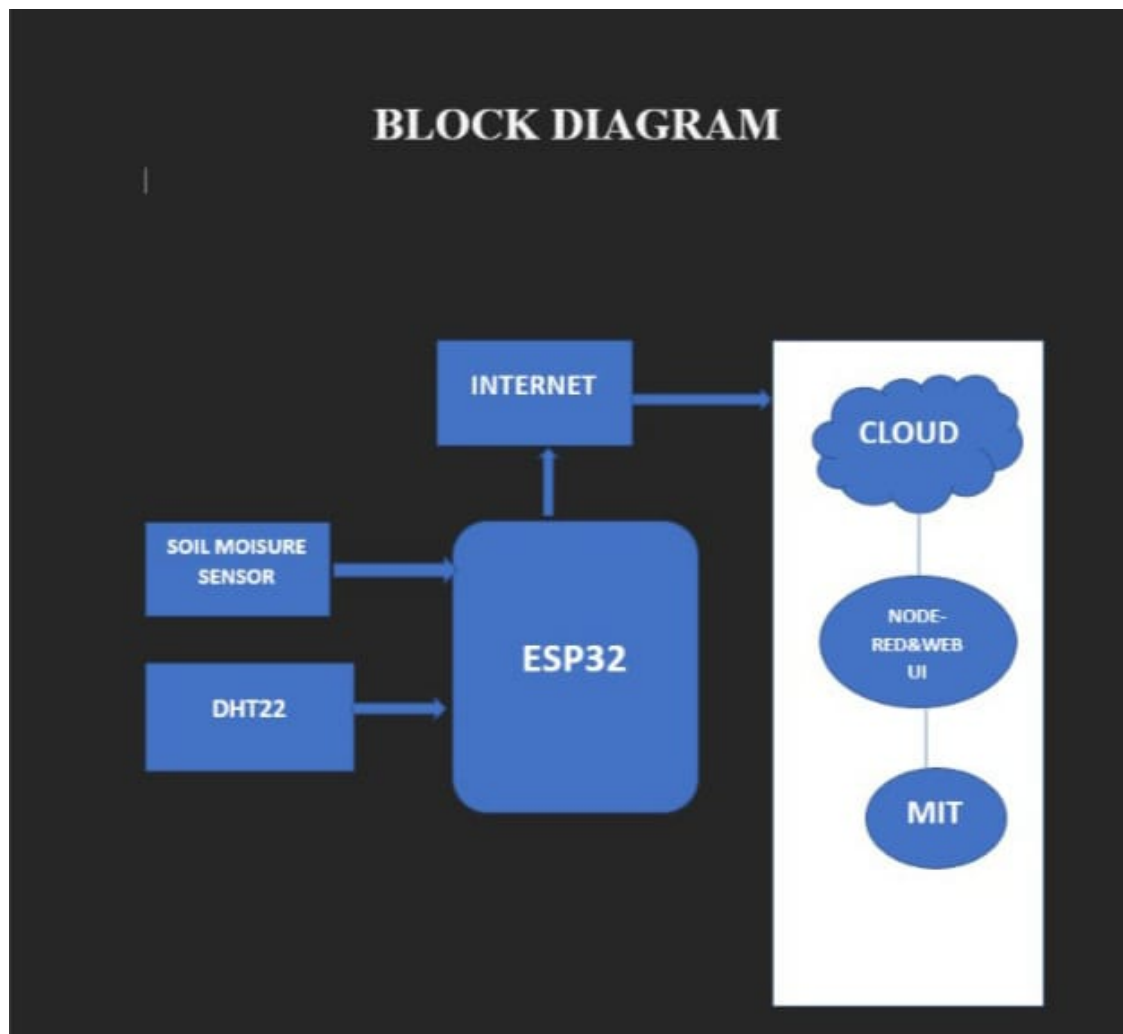 BLOCK DIAGRAM
INTERNET
CLOUD
SOIL MOISURE
SENSOR
ESP32
DHT22
NODE-
RED&WEB
UI
MIT